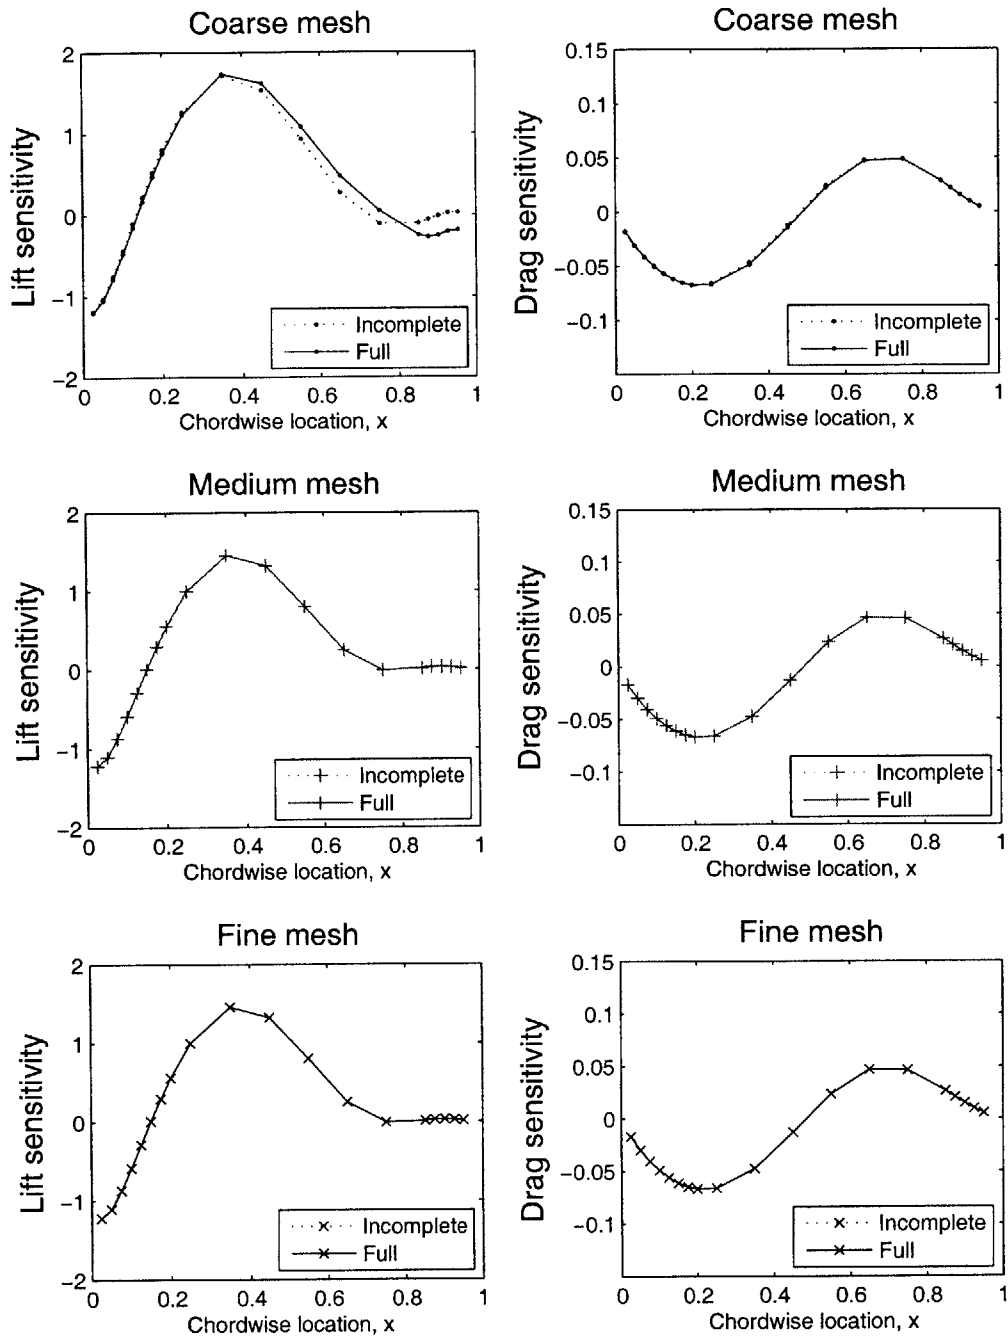 Coarse mesh
2
1
0
−1
−2
Lift sensitivity
Incomplete
Full
0
0.2
0.4
0.6
0.8
1
Chordwise location, x
Coarse mesh
0.15
0.1
0.05
0
−0.05
−0.1
Drag sensitivity
Incomplete
Full
0
0.2
0.4
0.6
0.8
1
Chordwise location, x
Medium mesh
2
1
0
−1
−2
Lift sensitivity
Incomplete
Full
0
0.2
0.4
0.6
0.8
1
Chordwise location, x
Medium mesh
0.15
0.1
0.05
0
−0.05
−0.1
Drag sensitivity
Incomplete
Full
0
0.2
0.4
0.6
0.8
1
Chordwise location, x
Fine mesh
2
1
0
−1
−2
Lift sensitivity
Incomplete
Full
0
0.2
0.4
0.6
0.8
1
Chordwise location, x
Fine mesh
0.15
0.1
0.05
0
−0.05
−0.1
Drag sensitivity
Incomplete
Full
0
0.2
0.4
0.6
0.8
1
Chordwise location, x